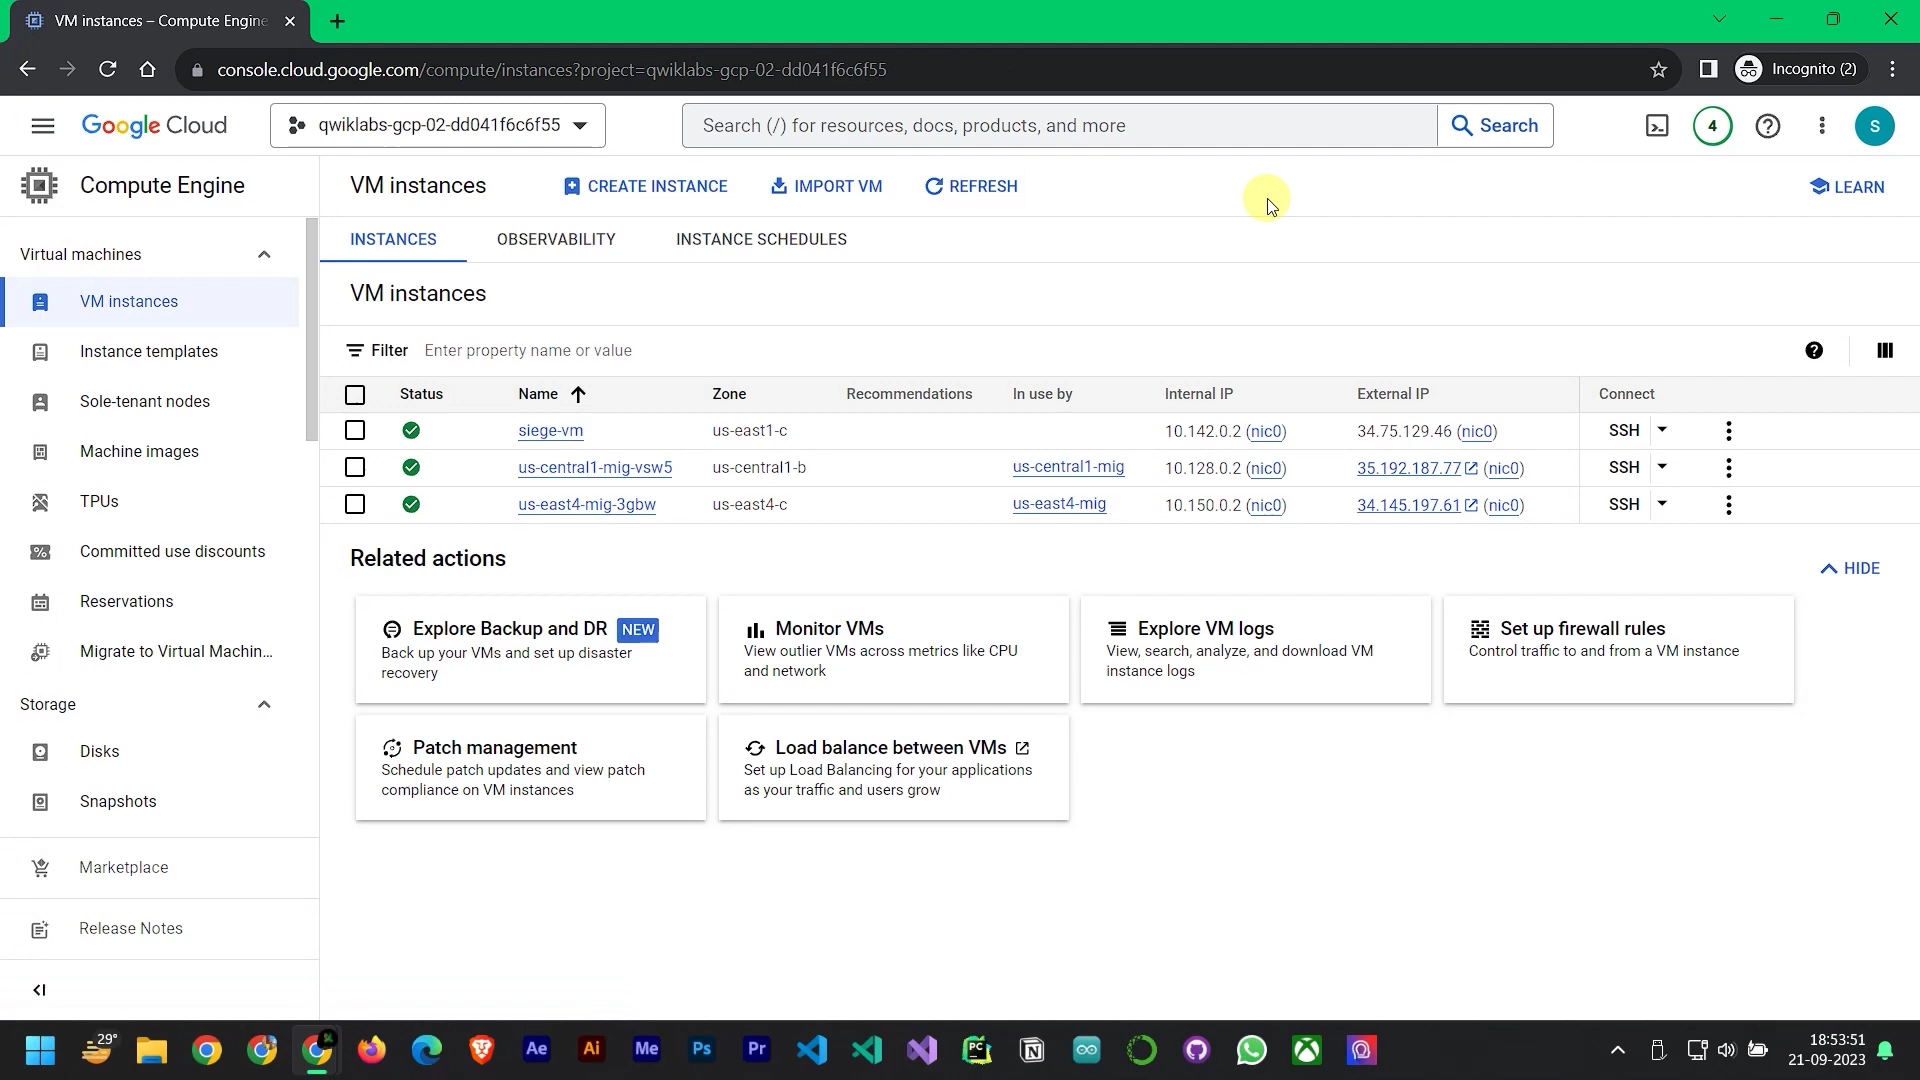 VM instances – Compute Engine
console.cloud.google.com/compute/instances?project=qwiklabs-gcp-02-dd041f6c6f55
Incognito (2)
Google Cloud
qwiklabs-gcp-02-dd041f6c6f55
Search (/) for resources, docs, products, and more
Search
4
S
Compute Engine
VM instances
CREATE INSTANCE
IMPORT VM
REFRESH
LEARN
Virtual machines
VM instances
Instance templates
Sole-tenant nodes
Machine images
TPUs
Committed use discounts
Reservations
Migrate to Virtual Machin...
Storage
Disks
Snapshots
Marketplace
Release Notes
INSTANCES
OBSERVABILITY
INSTANCE SCHEDULES
VM instances
Filter Enter property name or value
Status Name Zone Recommendations In use by Internal IP External IP Connect
siege-vm us-east1-c 10.142.0.2 (nic0) 34.75.129.46 (nic0) SSH
us-central1-mig-vsw5 us-central1-b us-central1-mig 10.128.0.2 (nic0) 35.192.187.77 (nic0) SSH
us-east4-mig-3gbw us-east4-c us-east4-mig 10.150.0.2 (nic0) 34.145.197.61 (nic0) SSH
Related actions
HIDE
Explore Backup and DR NEW
Back up your VMs and set up disaster
recovery
Monitor VMs
View outlier VMs across metrics like CPU
and network
Explore VM logs
View, search, analyze, and download VM
instance logs
Set up firewall rules
Control traffic to and from a VM instance
Patch management
Schedule patch updates and view patch
compliance on VM instances
Load balance between VMs
Set up Load Balancing for your applications
as your traffic and users grow
29°
Ae
Ai
Me
Ps
Pr
PC
N
18:53:51
21-09-2023